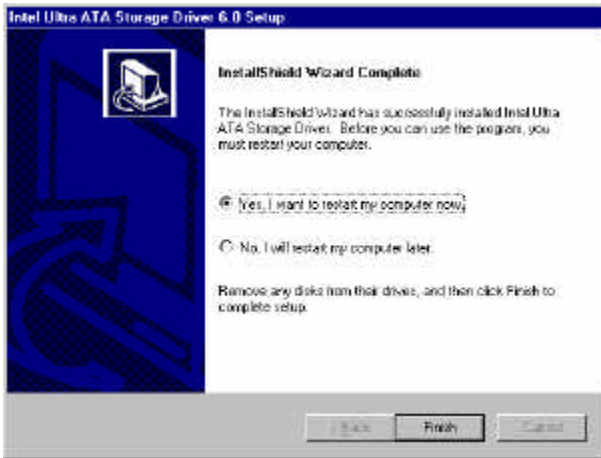 Intel Ultra ATA Storage Driver 6.0 Setup
InstallShield Wizard Complete
The InstallShield Wizard has successfully installed Intel Ultra
ATA Storage Driver. Before you can use the program, you
must restart your computer.
Yes, I want to restart my computer now.
No, I will restart my computer later.
Remove any disks from their drives, and then click Finish to
complete setup.
< Back
Finish
Cancel